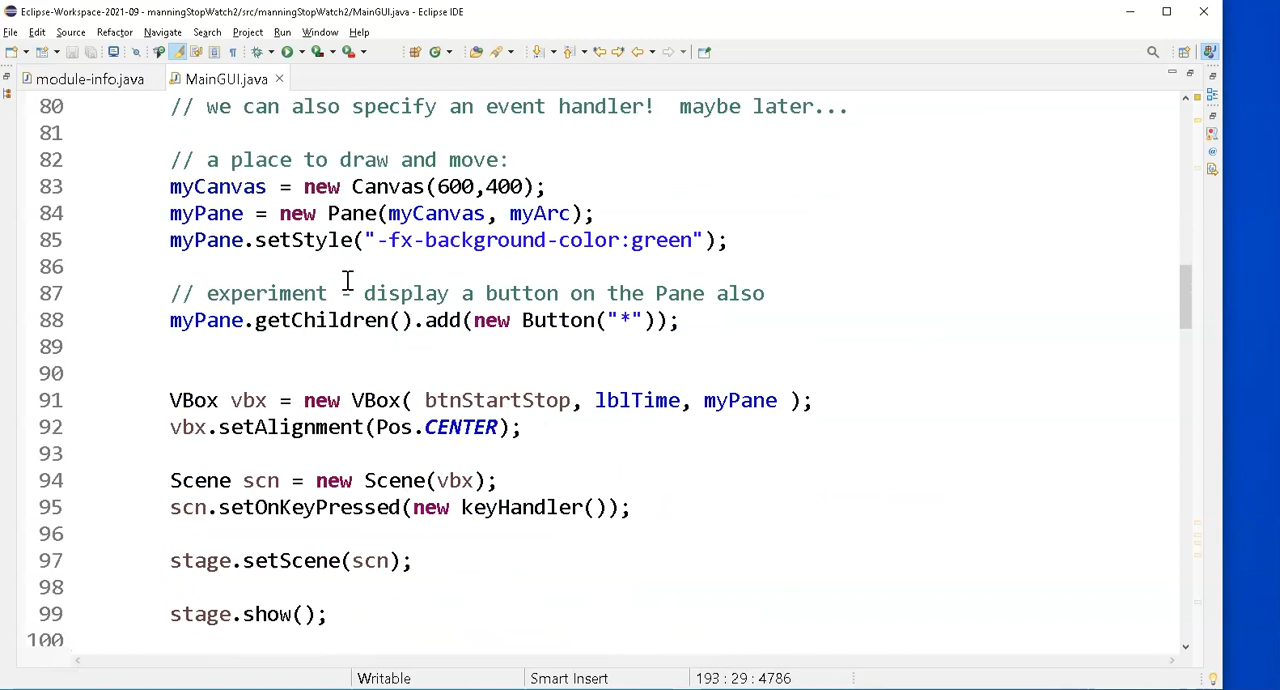 Eclipse-Workspace-2021-09 - manningStopWatch2/src/manningStopWatch2/MainGUI.java - Eclipse IDE
File Edit Source Refactor Navigate Search Project Run Window Help
module-info.java MainGUI.java
80 // we can also specify an event handler!  maybe later...
81
82 // a place to draw and move:
83 myCanvas = new Canvas(600,400);
84 myPane = new Pane(myCanvas, myArc);
85 myPane.setStyle("-fx-background-color:green");
86
87 // experiment - display a button on the Pane also
88 myPane.getChildren().add(new Button("*"));
89
90
91 VBox vbx = new VBox( btnStartStop, lblTime, myPane );
92 vbx.setAlignment(Pos.CENTER);
93
94 Scene scn = new Scene(vbx);
95 scn.setOnKeyPressed(new keyHandler());
96
97 stage.setScene(scn);
98
99 stage.show();
100
Writable Smart Insert 193 : 29 : 4786